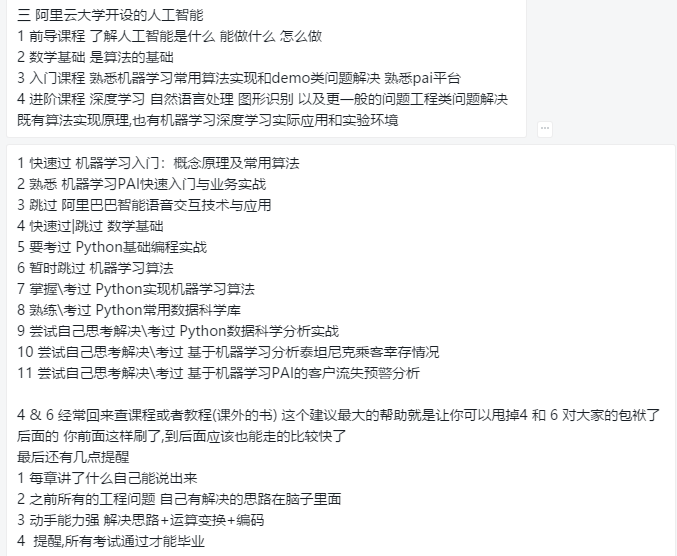 三 阿里云大学开设的人工智能
1 前导课程 了解人工智能是什么 能做什么 怎么做
2 数学基础 是算法的基础
3 入门课程 熟悉机器学习常用算法实现和demo类问题解决 熟悉pai平台
4 进阶课程 深度学习 自然语言处理 图形识别 以及更一般的问题工程类问题解决
既有算法实现原理,也有机器学习深度学习实际应用和实验环境
1 快速过 机器学习入门：概念原理及常用算法
2 熟悉 机器学习PAI快速入门与业务实战
3 跳过 阿里巴巴智能语音交互技术与应用
4 快速过|跳过 数学基础
5 要考过 Python基础编程实战
6 暂时跳过 机器学习算法
7 掌握\考过 Python实现机器学习算法
8 熟练\考过 Python常用数据科学库
9 尝试自己思考解决\考过 Python数据科学分析实战
10 尝试自己思考解决\考过 基于机器学习分析泰坦尼克乘客幸存情况
11 尝试自己思考解决\考过 基于机器学习PAI的客户流失预警分析
4 & 6 经常回来查课程或者教程(课外的书) 这个建议最大的帮助就是让你可以甩掉4 和 6 对大家的包袱了
后面的 你前面这样刷了,到后面应该也能走的比较快了
最后还有几点提醒
1 每章讲了什么自己能说出来
2 之前所有的工程问题 自己有解决的思路在脑子里面
3 动手能力强 解决思路+运算变换+编码
4 提醒,所有考试通过才能毕业